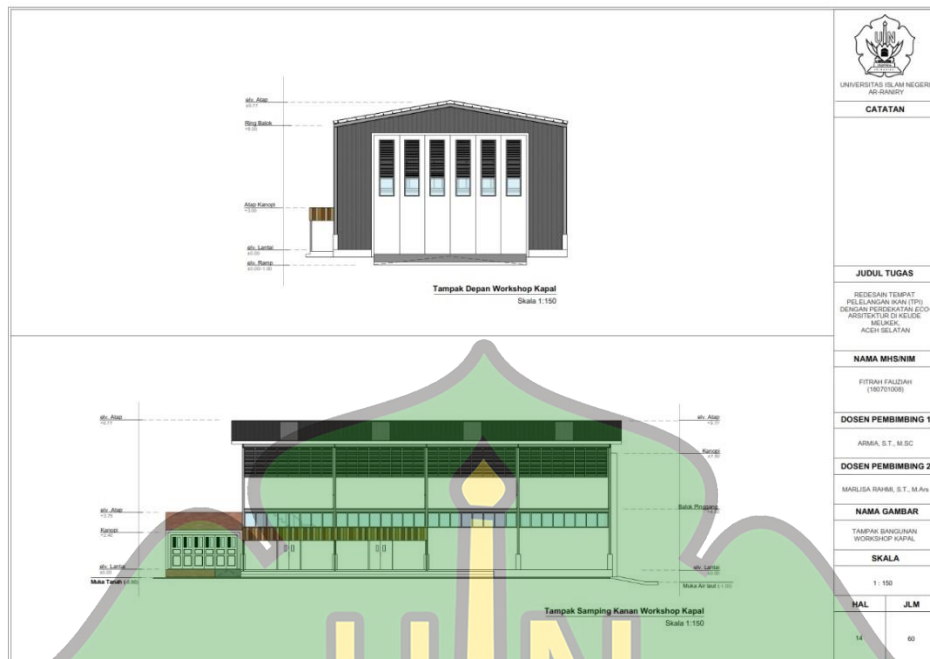 UNIVERSITAS ISLAM NEGERI
AR-RANIRY
CATATAN
elv. Atap
Ring Balok
Atap Kanopi
elv. Lantai
elv. Ramp
Tampak Depan Workshop Kapal
Skala 1:150
elv. Atap
elv. Atap
Kanopi
elv. Atap
Balok Pinggang
Kanopi
elv. Lantai
elv. Lantai
Muka Tanah
Muka Air laut
Tampak Samping Kanan Workshop Kapal
Skala 1:150
JUDUL TUGAS
REDESAIN TEMPAT
PELELANGAN IKAN (TPI)
DENGAN PERDEKATAN ECO-
ARSITEKTUR DI KEUDE
MEUKEK,
ACEH SELATAN
NAMA MHS/NIM
FITRAH FAUZIAH
DOSEN PEMBIMBING 1
ARMIA, S.T., M.SC
DOSEN PEMBIMBING 2
MARLISA RAHMI, S.T., M.Ars
NAMA GAMBAR
TAMPAK BANGUNAN
WORKSHOP KAPAL
SKALA
1 : 150
HAL JLM
14 60
UIN